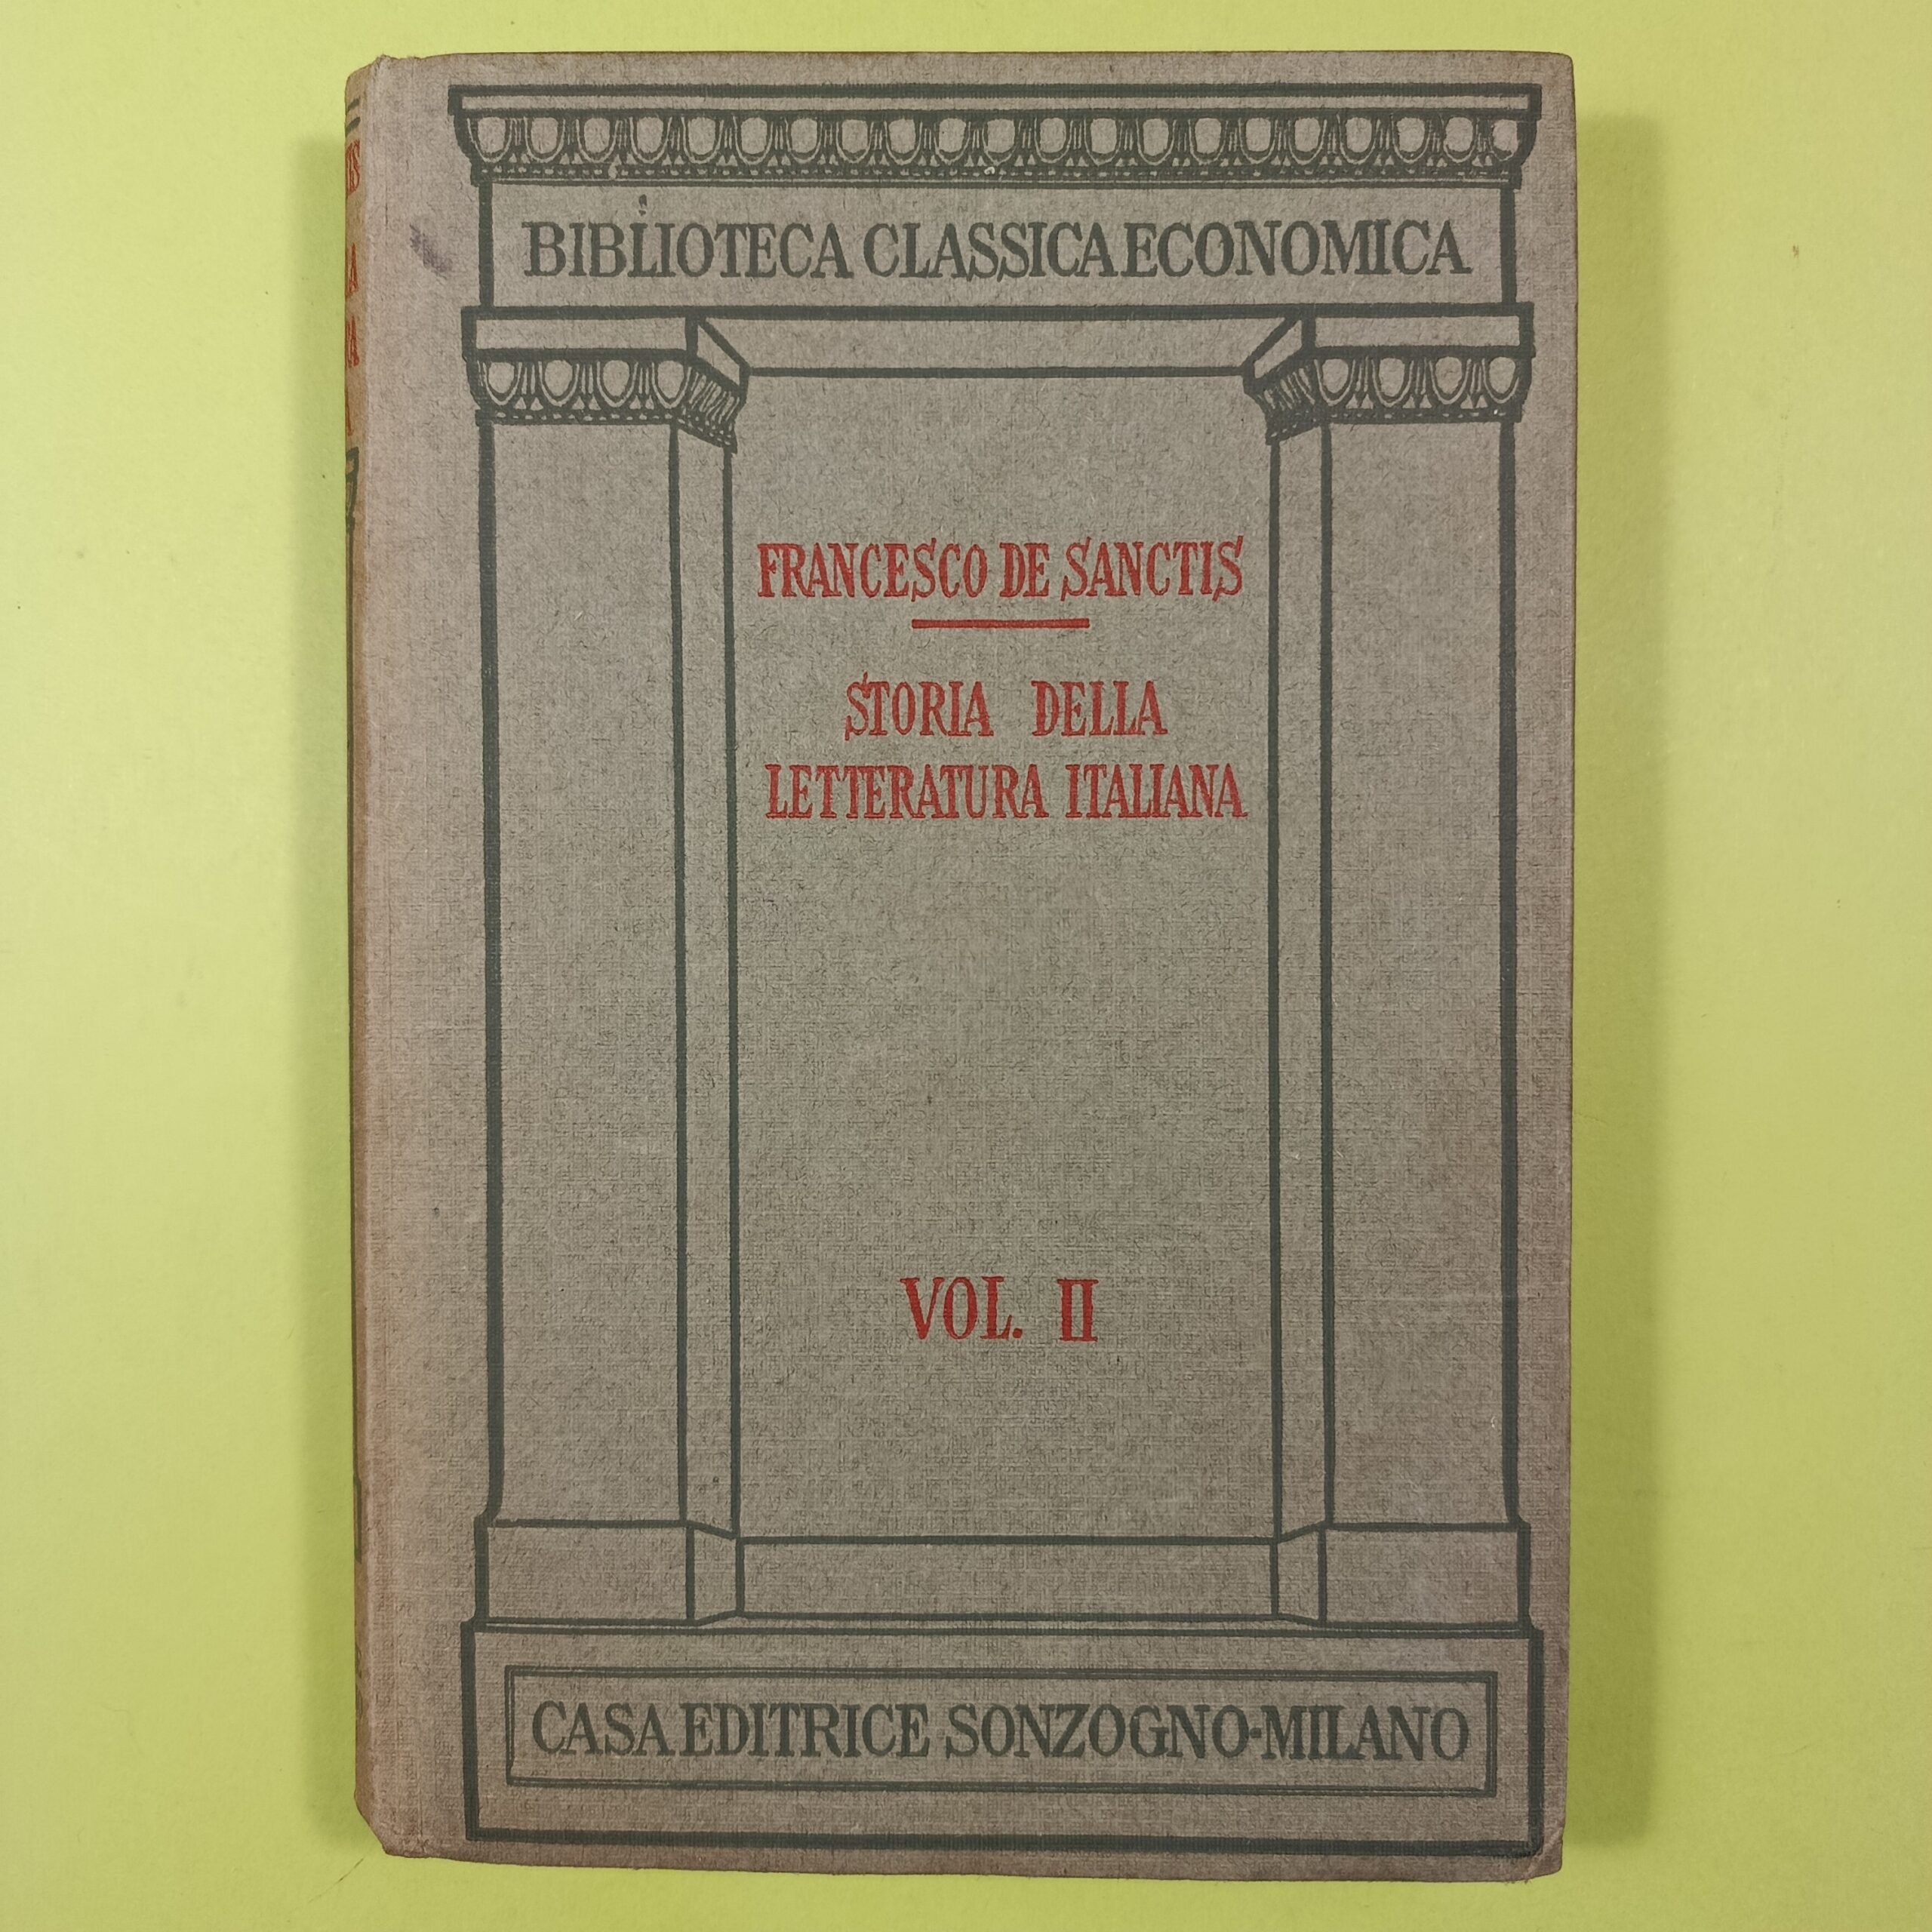 BIBLIOTECA CLASSICA ECONOMICA
FRANCESCO DE SANCTIS
STORIA DELLA
LETTERATURA ITALIANA
VOL. II
CASA EDITRICE SONZOGNO-MILANO